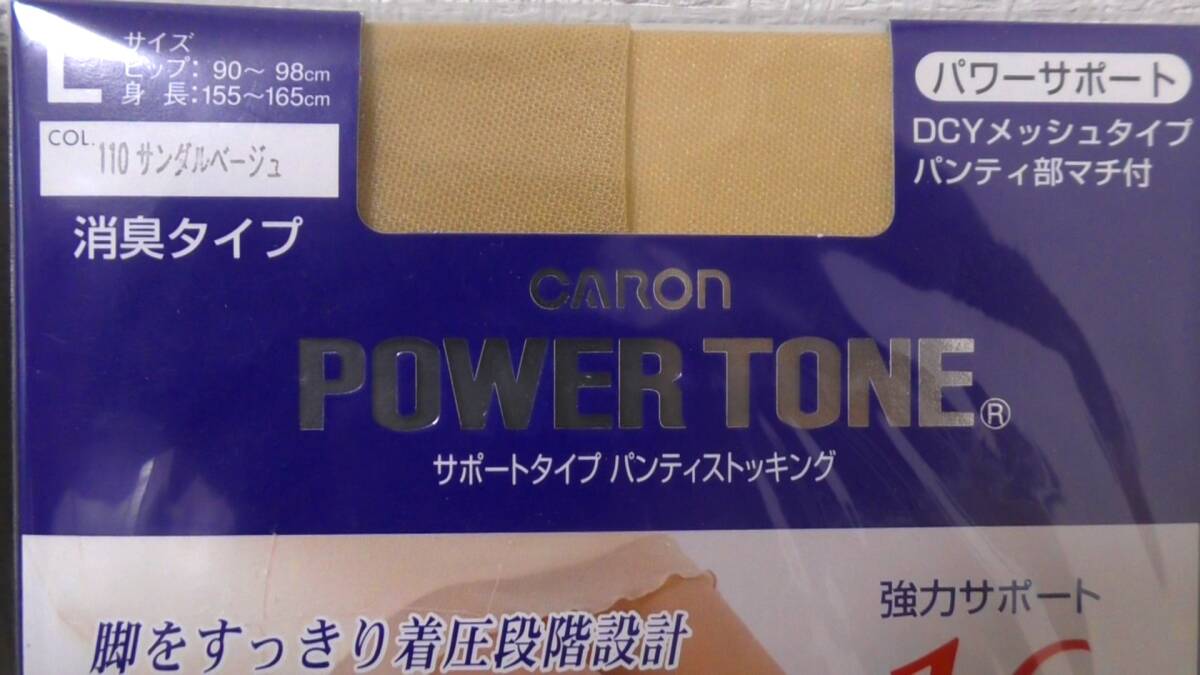 L
サイズ
ヒップ: 90〜 98cm
身 長:155〜165cm
COL.
110 サンダルベージュ
消臭タイプ
パワーサポート
DCYメッシュタイプ
パンティ部マチ付
CARON
POWER TONE®
サポートタイプ パンティストッキング
脚をすっきり着圧段階設計
強力サポート